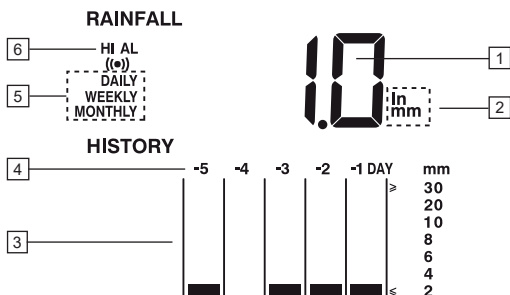 RAINFALL
6
HI AL
1
1.0
((●))
DAILY
5
WEEKLY
MONTHLY
In
mm
2
HISTORY
4
-5 -4 -3 -2 -1 DAY mm
≥ 30
20
10
3
8
6
4
≤ 2